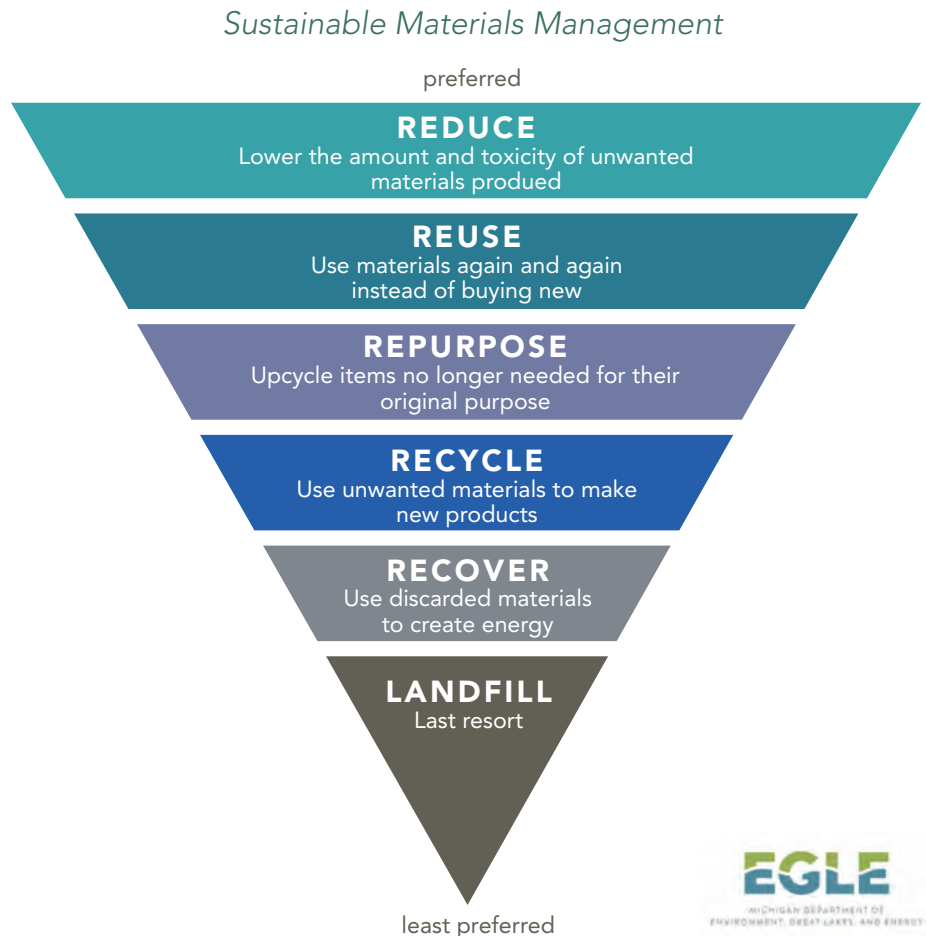 Sustainable Materials Management
preferred
REDUCE
Lower the amount and toxicity of unwanted
materials produed
REUSE
Use materials again and again
instead of buying new
REPURPOSE
Upcycle items no longer needed for their
original purpose
RECYCLE
Use unwanted materials to make
new products
RECOVER
Use discarded materials
to create energy
LANDFILL
Last resort
least preferred
EGLE
MICHIGAN DEPARTMENT OF
ENVIRONMENT, GREAT LAKES, AND ENERGY